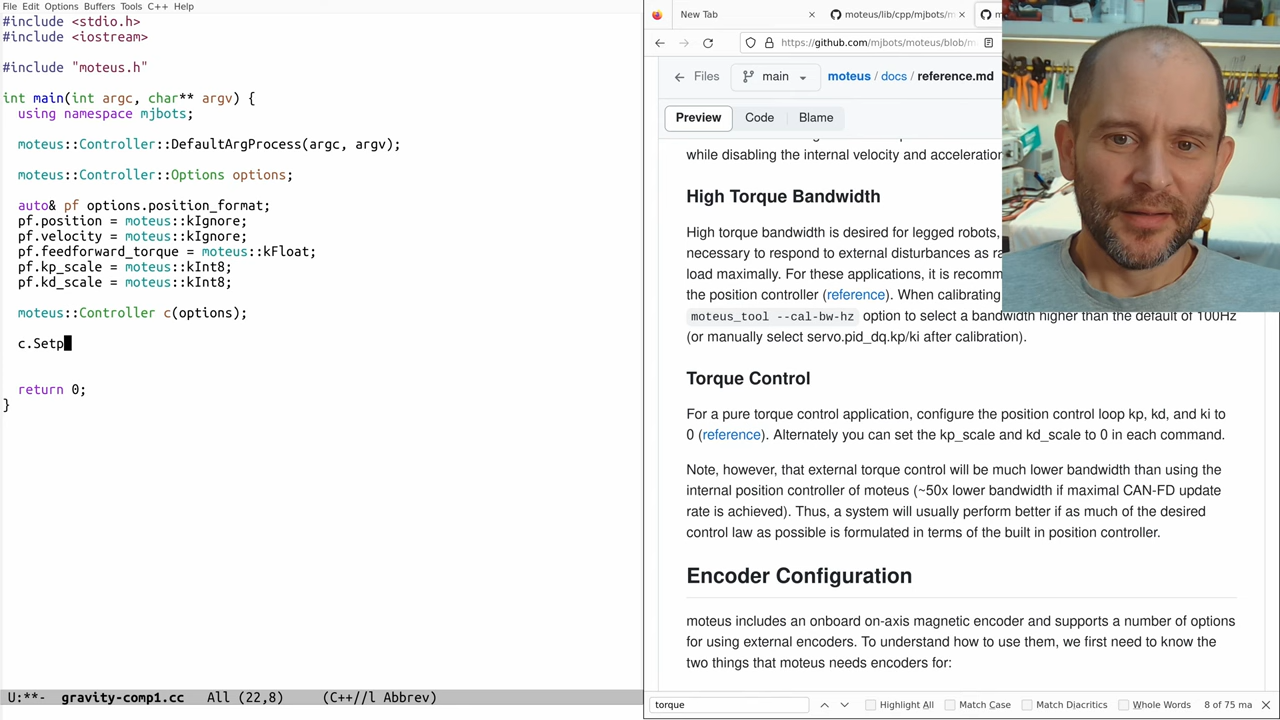 File Edit Options Buffers Tools C++ Help
#include <stdio.h>
#include <iostream>
#include "moteus.h"
int main(int argc, char** argv) {
using namespace mjbots;
moteus::Controller::DefaultArgProcess(argc, argv);
moteus::Controller::Options options;
auto& pf options.position_format;
pf.position = moteus::kIgnore;
pf.velocity = moteus::kIgnore;
pf.feedforward_torque = moteus::kFloat;
pf.kp_scale = moteus::kInt8;
pf.kd_scale = moteus::kInt8;
moteus::Controller c(options);
c.Setp
return 0;
}
U:**- gravity-comp1.cc All (22,8) (C++//l Abbrev)
New Tab
moteus/lib/cpp/mjbots/m
https://github.com/mjbots/moteus/blob/m
Files main moteus / docs / reference.md
Preview Code Blame
while disabling the internal velocity and acceleration
High Torque Bandwidth
High torque bandwidth is desired for legged robots,
necessary to respond to external disturbances as ra
load maximally. For these applications, it is recomm
the position controller (reference). When calibrating
moteus_tool --cal-bw-hz option to select a bandwidth higher than the default of 100Hz
(or manually select servo.pid_dq.kp/ki after calibration).
Torque Control
For a pure torque control application, configure the position control loop kp, kd, and ki to
0 (reference). Alternately you can set the kp_scale and kd_scale to 0 in each command.
Note, however, that external torque control will be much lower bandwidth than using the
internal position controller of moteus (~50x lower bandwidth if maximal CAN-FD update
rate is achieved). Thus, a system will usually perform better if as much of the desired
control law as possible is formulated in terms of the built in position controller.
Encoder Configuration
moteus includes an onboard on-axis magnetic encoder and supports a number of options
for using external encoders. To understand how to use them, we first need to know the
two things that moteus needs encoders for:
torque Highlight All Match Case Match Diacritics Whole Words 8 of 75 ma